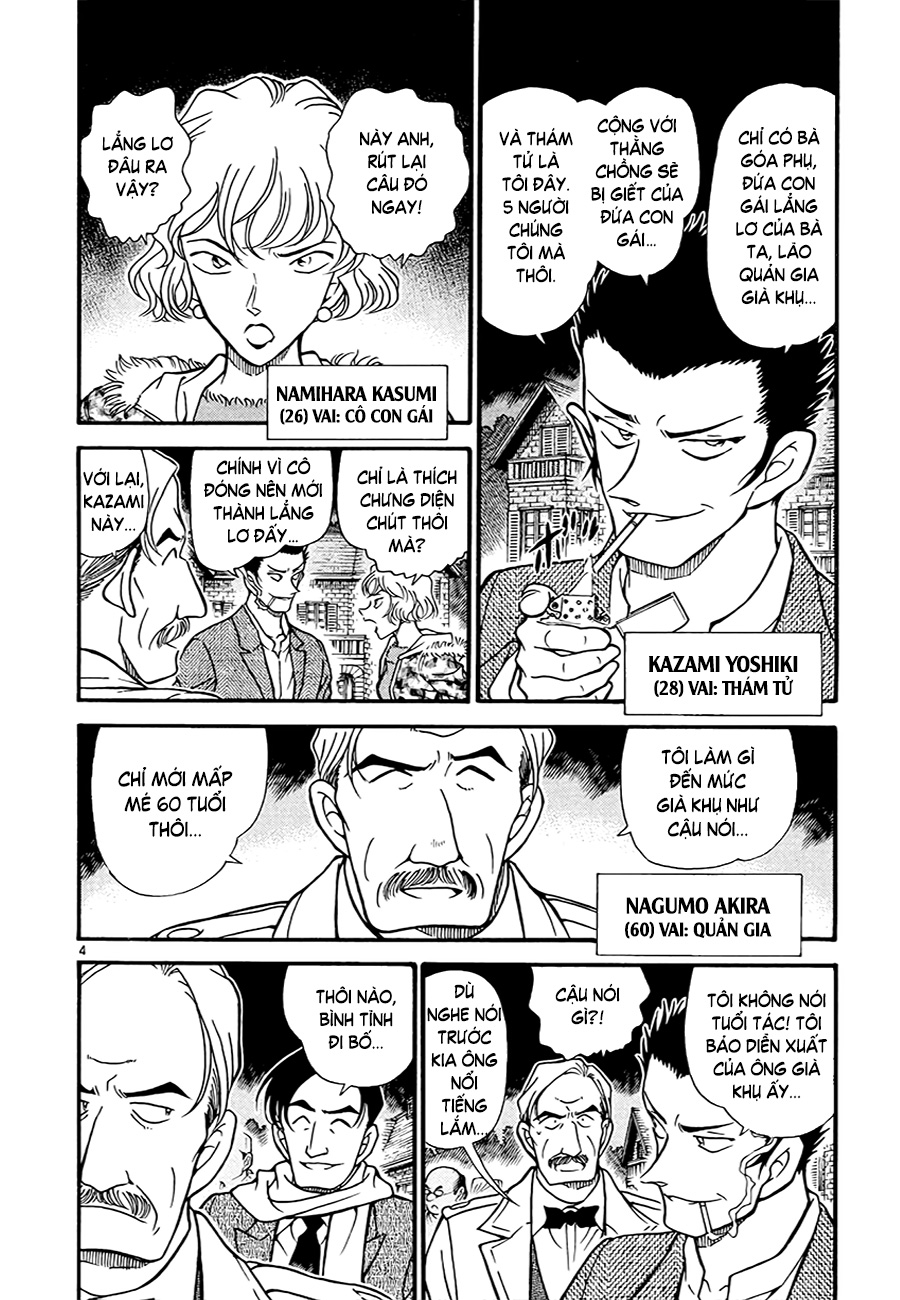 CHỈ CÓ BÀ
GÓA PHỤ,
ĐỨA CON
GÁI LẲNG
LƠ CỦA BÀ
TA, LÃO
QUẢN GIA
GIÀ KHỤ...
CỘNG VỚI
THẰNG
CHỒNG SẼ
BỊ GIẾT CỦA
ĐỨA CON
GÁI...
VÀ THÁM
TỬ LÀ
TÔI ĐÂY.
5 NGƯỜI
CHÚNG
TÔI MÀ
THÔI.
ボッ
KAZAMI YOSHIKI
(28) VAI: THÁM TỬ
NÀY ANH,
RÚT LẠI
CÂU ĐÓ
NGAY!
LẲNG LƠ
ĐÂU RA
VẬY?
NAMIHARA KASUMI
(26) VAI: CÔ CON GÁI
CHỈ LÀ THÍCH
CHƯNG DIỆN
CHÚT THÔI
MÀ?
CHÍNH VÌ CÔ
ĐÓNG NÊN MỚI
THÀNH LẲNG
LƠ ĐẤY...
VỚI LẠI,
KAZAMI
NÀY...
TÔI LÀM GÌ
ĐẾN MỨC
GIÀ KHỤ NHƯ
CẬU NÓI...
CHỈ MỚI MẤP
MÉ 60 TUỔI
THÔI...
NAGUMO AKIRA
(60) VAI: QUẢN GIA
4
TÔI KHÔNG NÓI
TUỔI TÁC! TÔI
BẢO DIỄN XUẤT
CỦA ÔNG GIÀ
KHỤ ẤY...
CẬU NÓI
GÌ?!
DÙ
NGHE NÓI
TRƯỚC
KIA ÔNG
NỔI
TIẾNG
LẮM...
THÔI NÀO,
BÌNH TĨNH
ĐI BỐ...